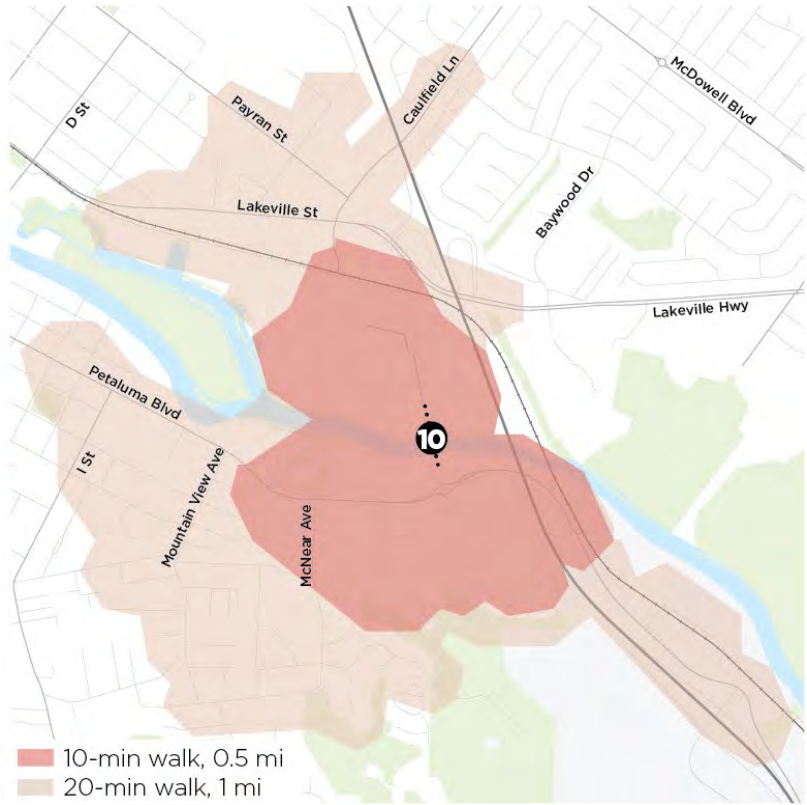 McDowell Blvd
Caulfield Ln
D St
Payran St
Baywood Dr
Lakeville St
Lakeville Hwy
Petaluma Blvd
10
I St
Mountain View Ave
McNear Ave
10-min walk, 0.5 mi
20-min walk, 1 mi